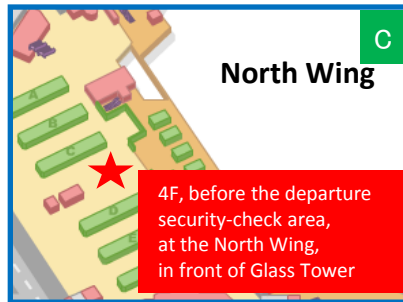 C
North Wing
A
B
C
D
E
4F, before the departure
security-check area,
at the North Wing,
in front of Glass Tower